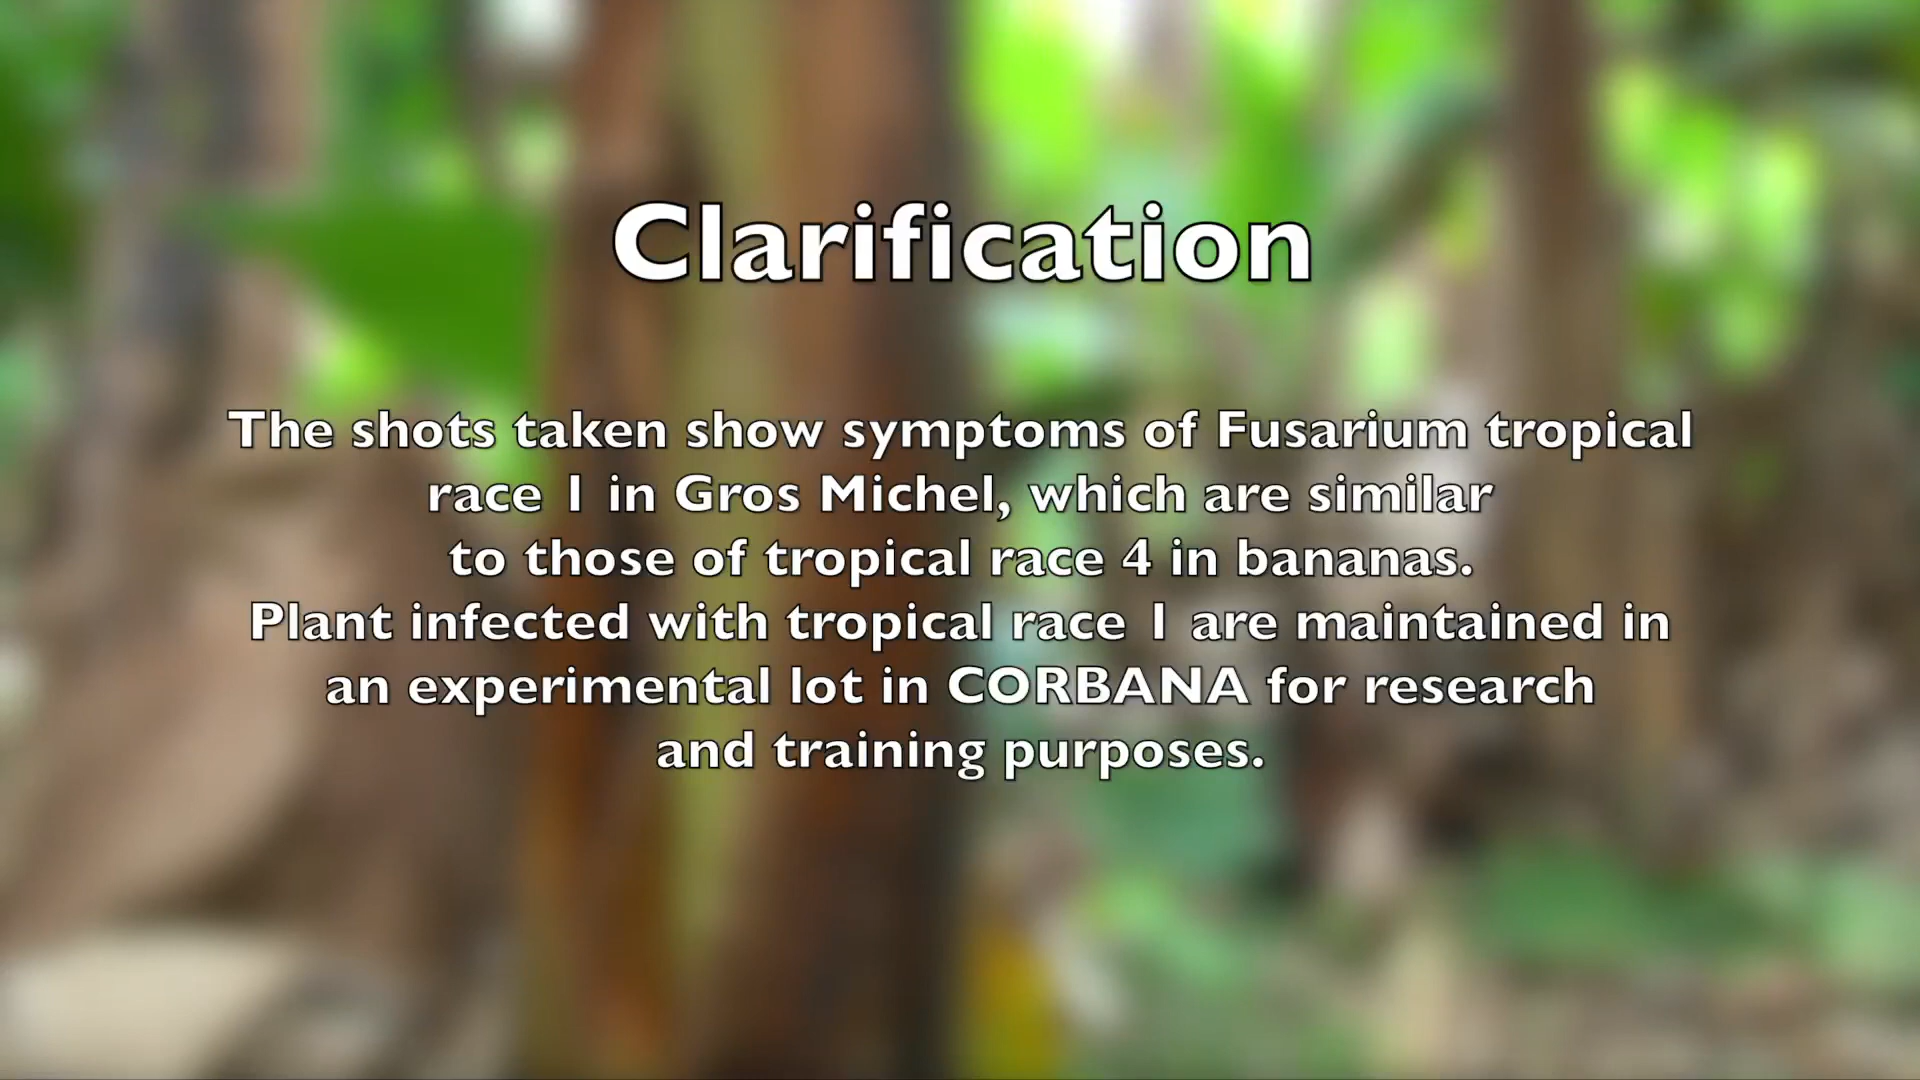 Clarification
The shots taken show symptoms of Fusarium tropical
race 1 in Gros Michel, which are similar
to those of tropical race 4 in bananas.
Plant infected with tropical race 1 are maintained in
an experimental lot in CORBANA for research
and training purposes.